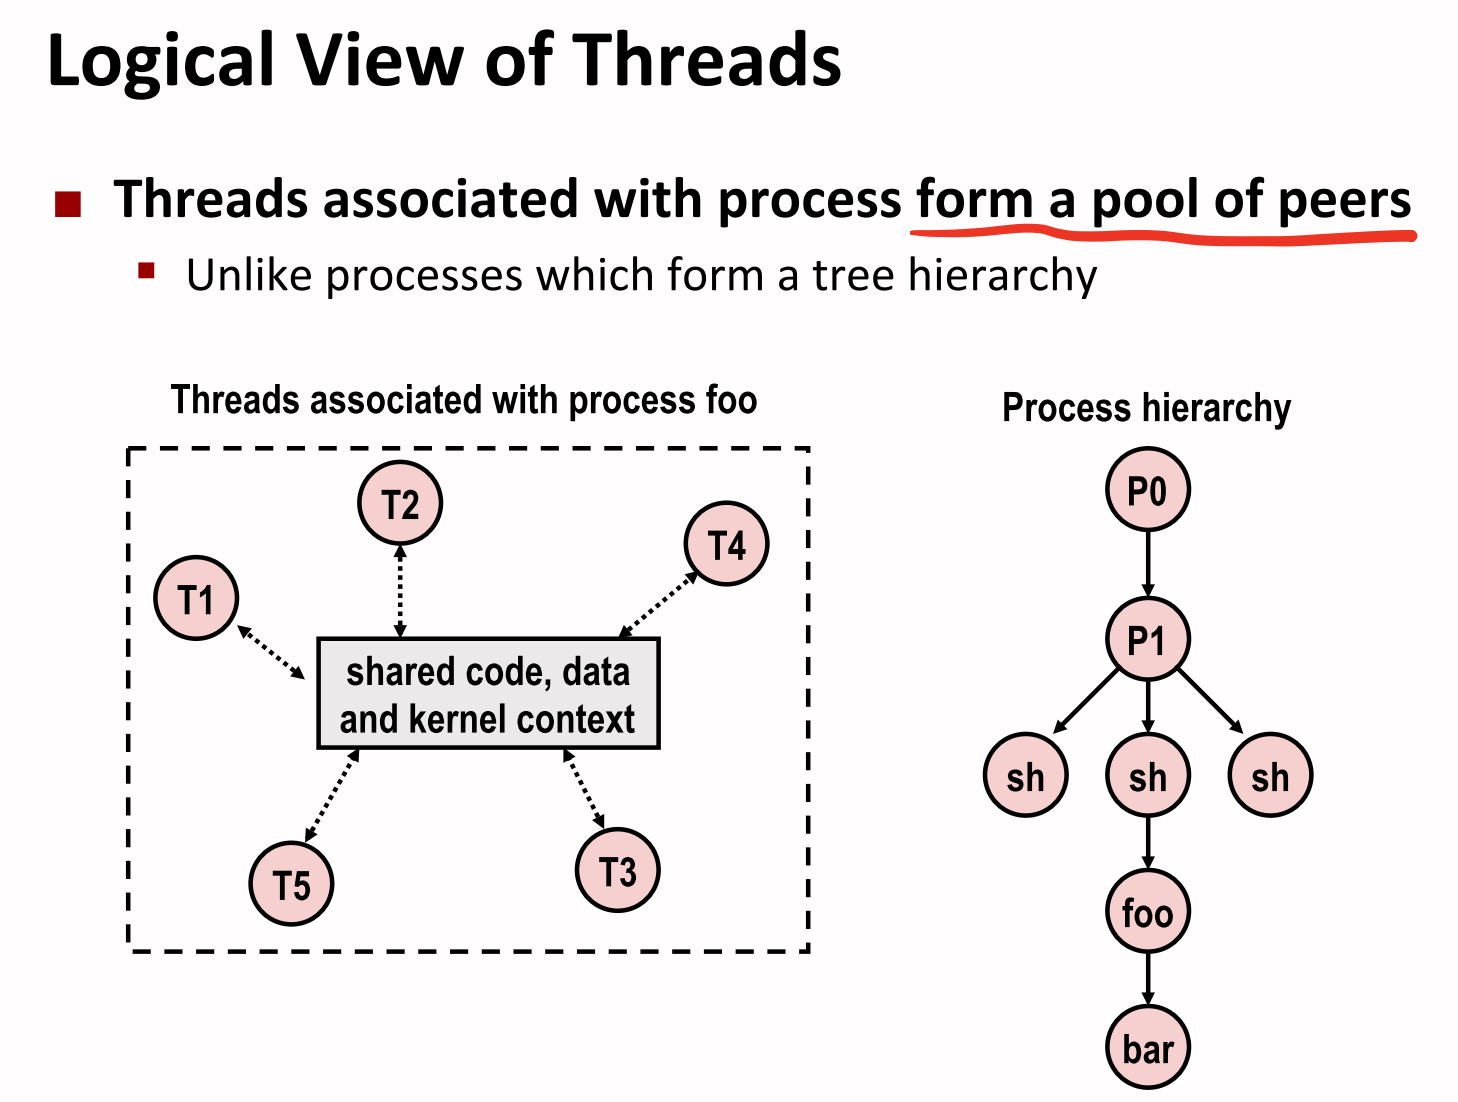 Logical View of Threads
Threads associated with process form a pool of peers
Unlike processes which form a tree hierarchy
Threads associated with process foo
T1
T2
T4
shared code, data
and kernel context
T5
T3
Process hierarchy
P0
P1
sh
sh
sh
foo
bar